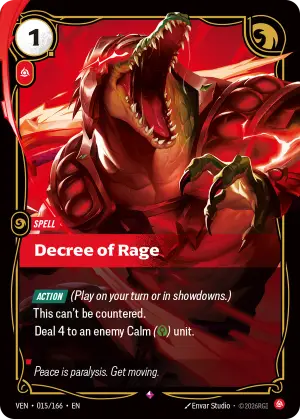 1
SPELL
Decree of Rage
ACTION (Play on your turn or in showdowns.)
This can't be countered.
Deal 4 to an enemy Calm () unit.
Peace is paralysis. Get moving.
VEN • 015/166 • EN
Envar Studio • ©2026RGI